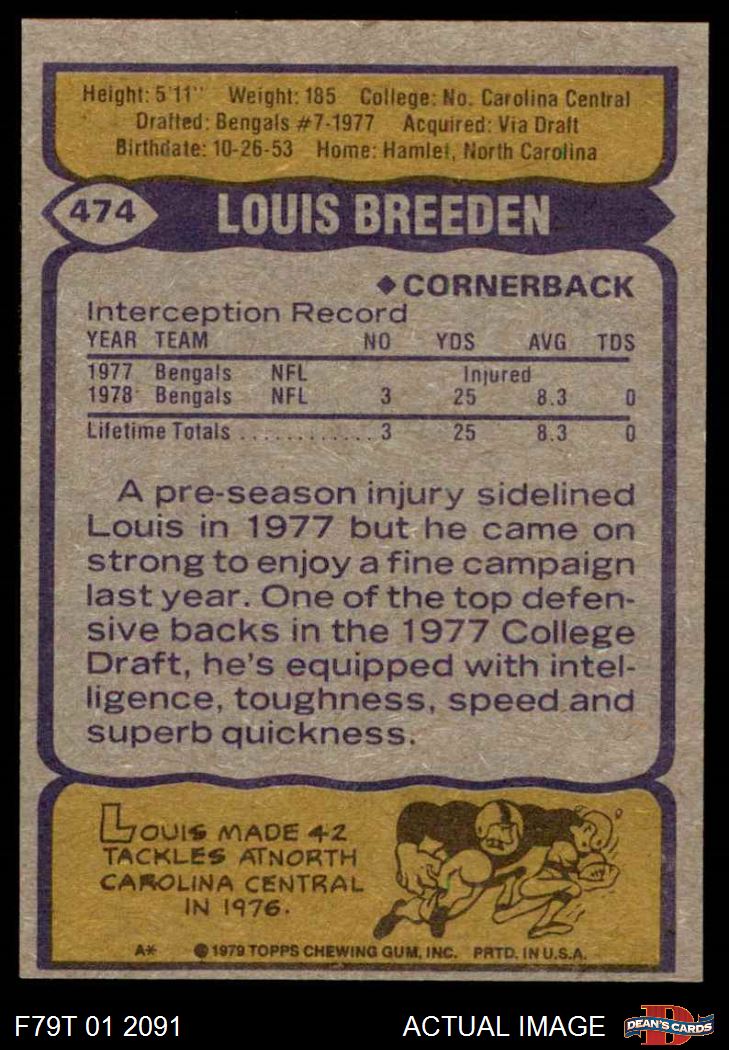 Height: 5'11" Weight: 185 College: No. Carolina Central
Drafted: Bengals #7-1977 Acquired: Via Draft
Birthdate: 10-26-53 Home: Hamlet, North Carolina
474 LOUIS BREEDEN
◆CORNERBACK
Interception Record
YEAR TEAM NO YDS AVG TDS
1977 Bengals NFL Injured
1978 Bengals NFL 3 25 8.3 0
Lifetime Totals ............3 25 8.3 0
A pre-season injury sidelined
Louis in 1977 but he came on
strong to enjoy a fine campaign
last year. One of the top defen-
sive backs in the 1977 College
Draft, he's equipped with intel-
ligence, toughness, speed and
superb quickness.
LOUIS MADE 42
TACKLES AT NORTH
CAROLINA CENTRAL
IN 1976.
A* © 1979 TOPPS CHEWING GUM, INC. PRTD. IN U.S.A.
F79T 01 2091 ACTUAL IMAGE D DEAN'S CARDS